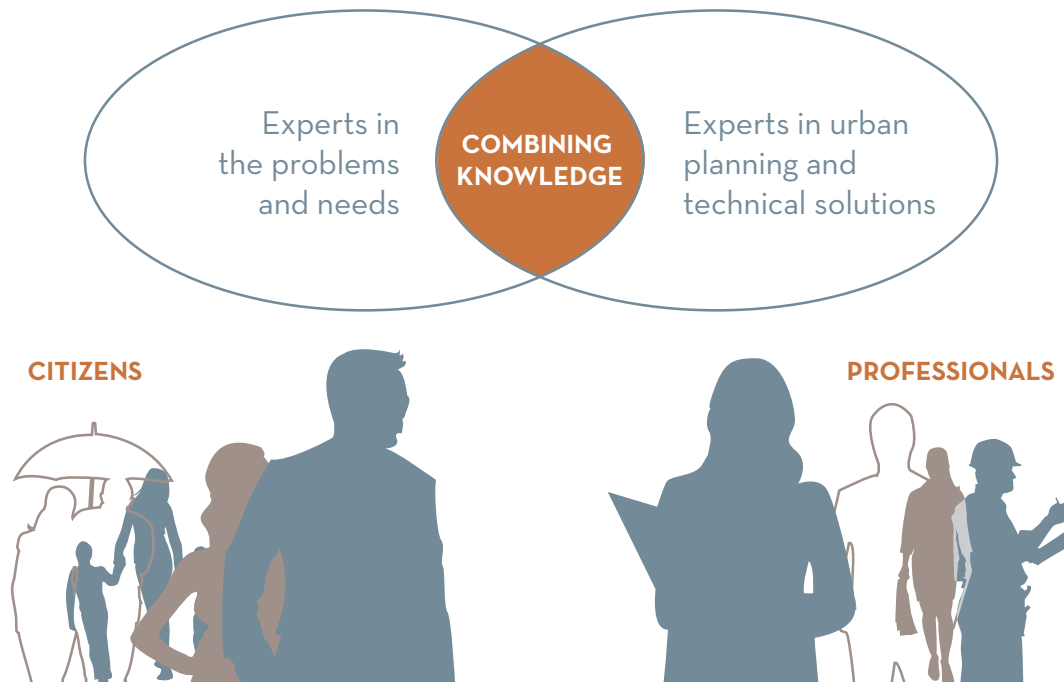 Experts in
the problems
and needs
COMBINING
KNOWLEDGE
Experts in urban
planning and
technical solutions
CITIZENS
PROFESSIONALS